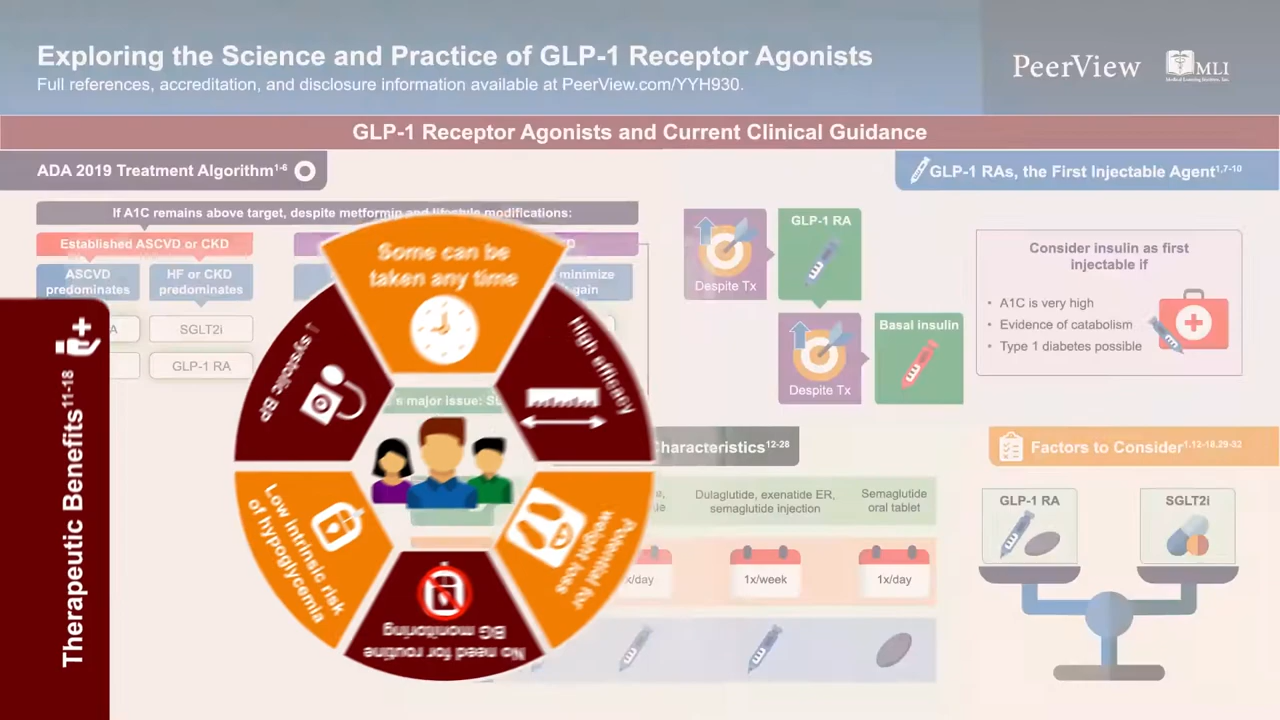 Exploring the Science and Practice of GLP-1 Receptor Agonists
Full references, accreditation, and disclosure information available at PeerView.com/YYH930.
PeerView
MLI
GLP-1 Receptor Agonists and Current Clinical Guidance
ADA 2019 Treatment Algorithm1-6
GLP-1 RAs, the First Injectable Agent1,7-10
If A1C remains above target, despite metformin and lifestyle modifications:
Established ASCVD or CKD
ASCVD
predominates
HF or CKD
predominates
minimize
gain
SGLT2i
GLP-1 RA
major issue:
Despite Tx
GLP-1 RA
Despite Tx
Basal insulin
Consider insulin as first
injectable if
• A1C is very high
• Evidence of catabolism
• Type 1 diabetes possible
Therapeutic Benefits11-18
Some can be
taken any time
High efficacy
Potential for
weight loss
No need for routine
BG monitoring
Low intrinsic risk
of hypoglycemia
systolic BP
Characteristics12-28
Dulaglutide, exenatide ER,
semaglutide injection
Semaglutide
oral tablet
x/day
1x/week
1x/day
Factors to Consider1,12-18,29-32
GLP-1 RA
SGLT2i